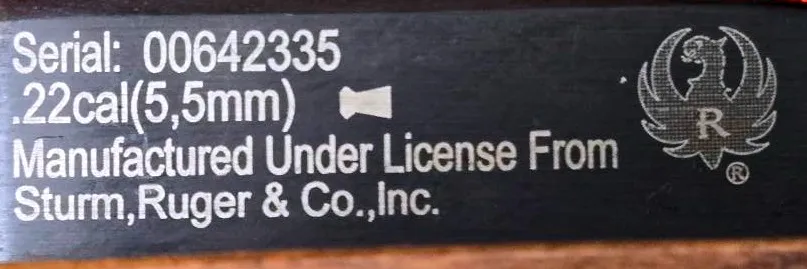 Serial: 00642335
.22cal(5,5mm)
Manufactured Under License From
Sturm,Ruger & Co.,Inc.
R
®